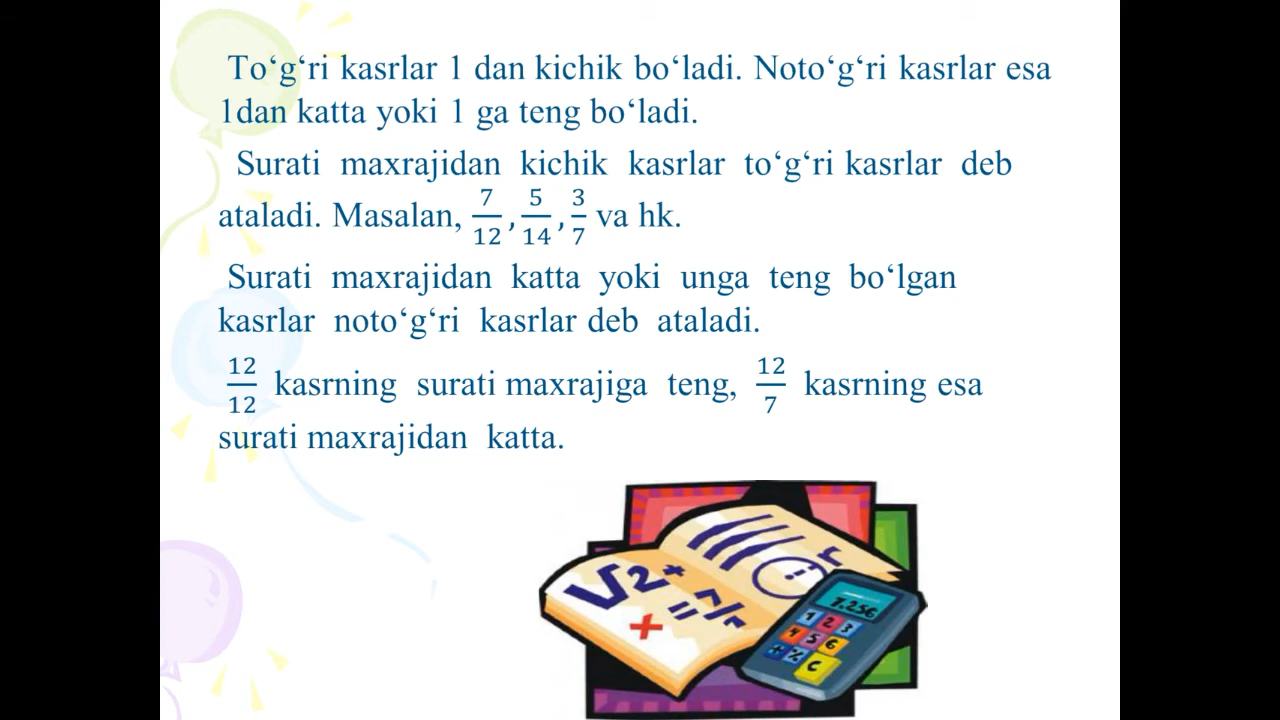 To‘g‘ri kasrlar 1 dan kichik bo‘ladi. Noto‘g‘ri kasrlar esa
1dan katta yoki 1 ga teng bo‘ladi.
Surati maxrajidan kichik kasrlar to‘g‘ri kasrlar deb
ataladi. Masalan, 7/12, 5/14, 3/7 va hk.
Surati maxrajidan katta yoki unga teng bo‘lgan
kasrlar noto‘g‘ri kasrlar deb ataladi.
12/12 kasrning surati maxrajiga teng, 12/7 kasrning esa
surati maxrajidan katta.